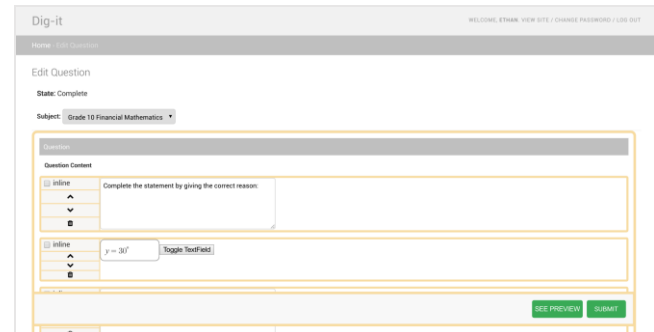 Dig-it
WELCOME, ETHAN. VIEW SITE / CHANGE PASSWORD / LOG OUT
Home › Edit Question
Edit Question
State: Complete
Subject: Grade 10 Financial Mathematics
Question
Question Content
inline
Complete the statement by giving the correct reason:
inline
y = 30° Toggle TextField
SEE PREVIEW SUBMIT